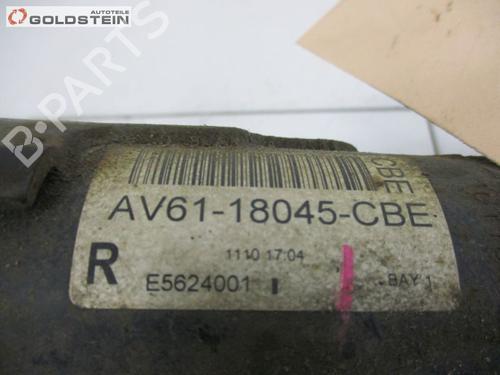 AUTOTEILE
GOLDSTEIN
B-PARTS
CBE
AV61-18045-CBE
R
1110 17:04
E5624001
BAY 1